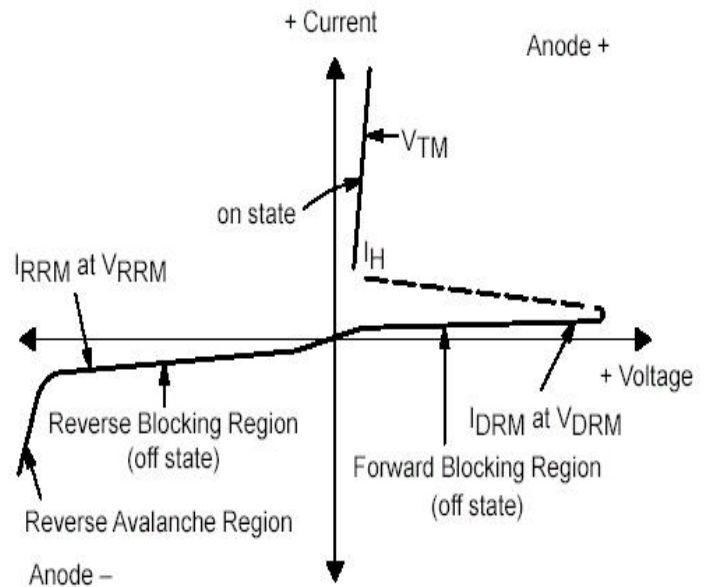 + Current
Anode +
VTM
on state
IH
IRRM at VRRM
+ Voltage
IDRM at VDRM
Reverse Blocking Region
(off state)
Forward Blocking Region
(off state)
Reverse Avalanche Region
Anode –